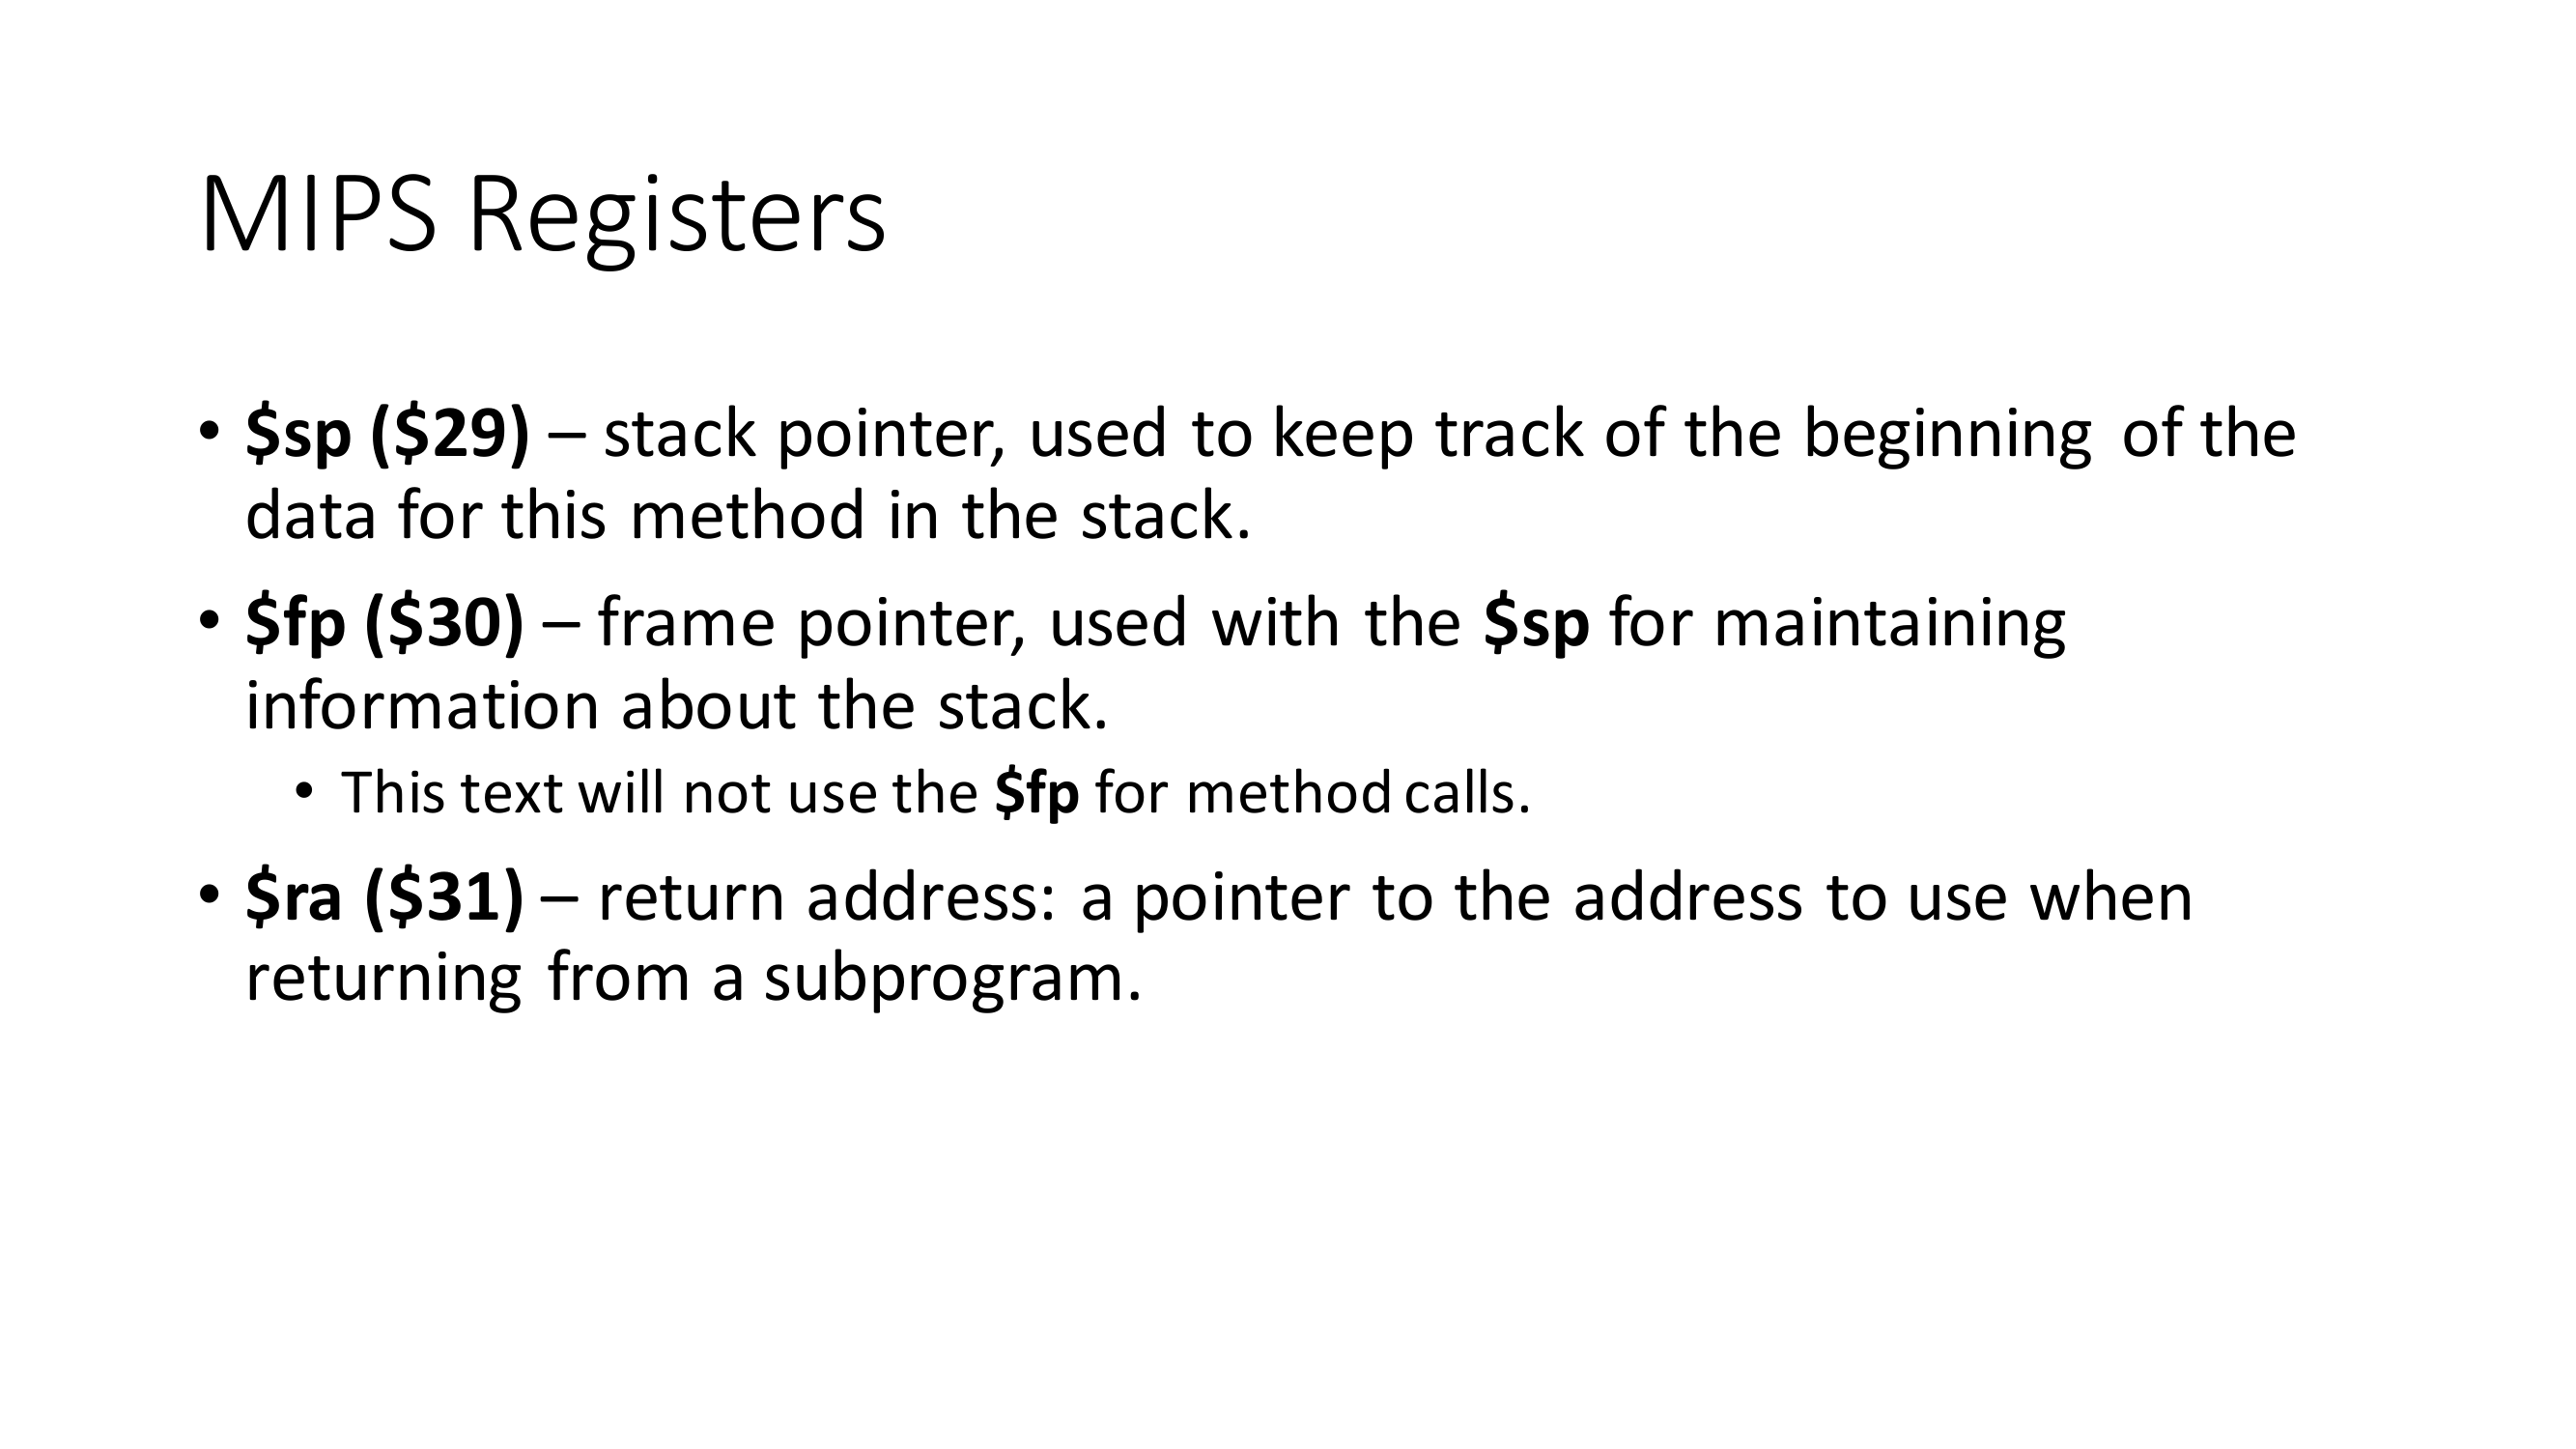 MIPS Registers
• $sp ($29) – stack pointer, used to keep track of the beginning of the
data for this method in the stack.
• $fp ($30) – frame pointer, used with the $sp for maintaining
information about the stack.
• This text will not use the $fp for method calls.
• $ra ($31) – return address: a pointer to the address to use when
returning from a subprogram.